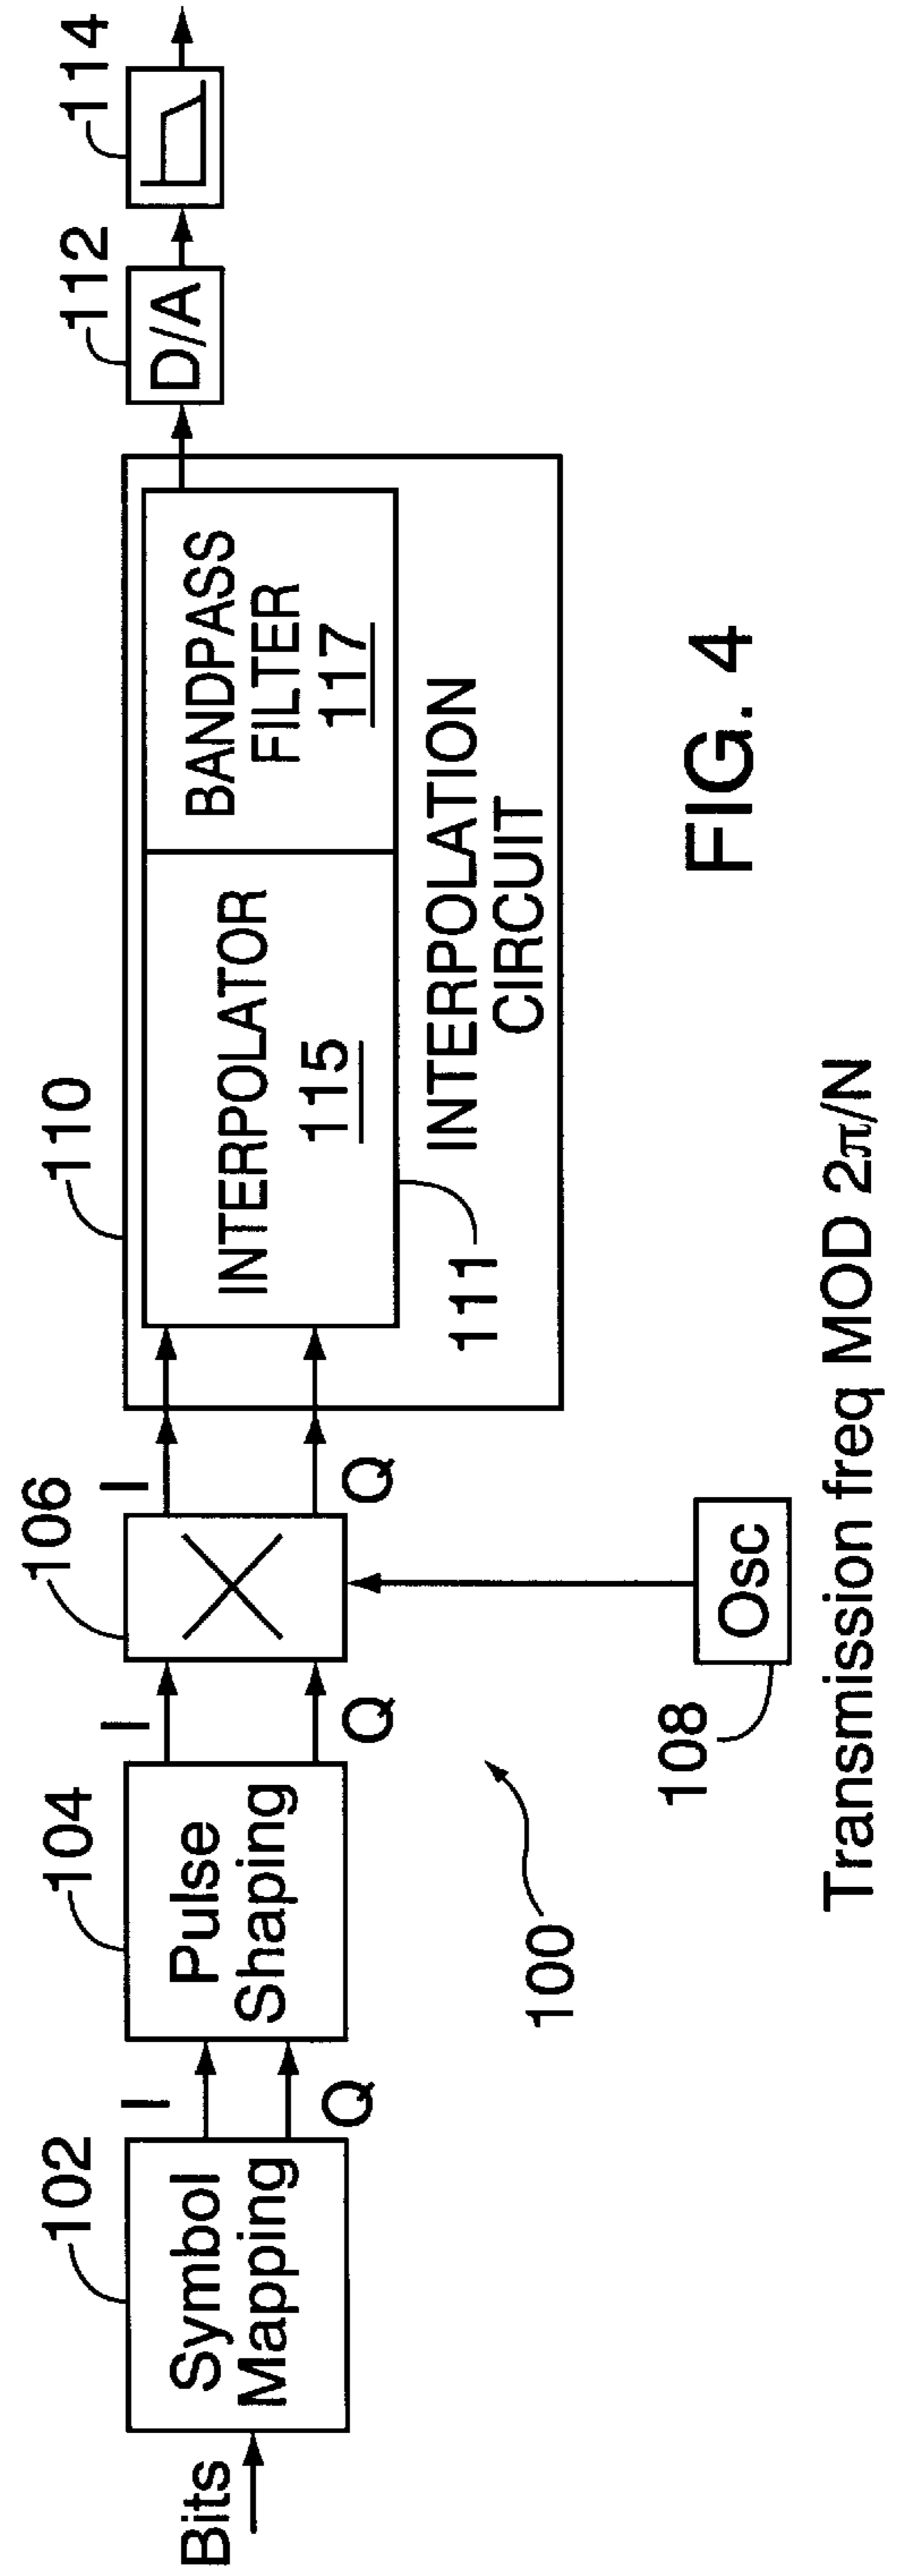 Bits
102
Symbol
Mapping
I
Q
104
Pulse
Shaping
I
Q
106
I
Q
108
Osc
Transmission freq MOD 2π/N
100
110
INTERPOLATOR
115
BANDPASS
FILTER
117
111
INTERPOLATION
CIRCUIT
112
D/A
114
FIG. 4